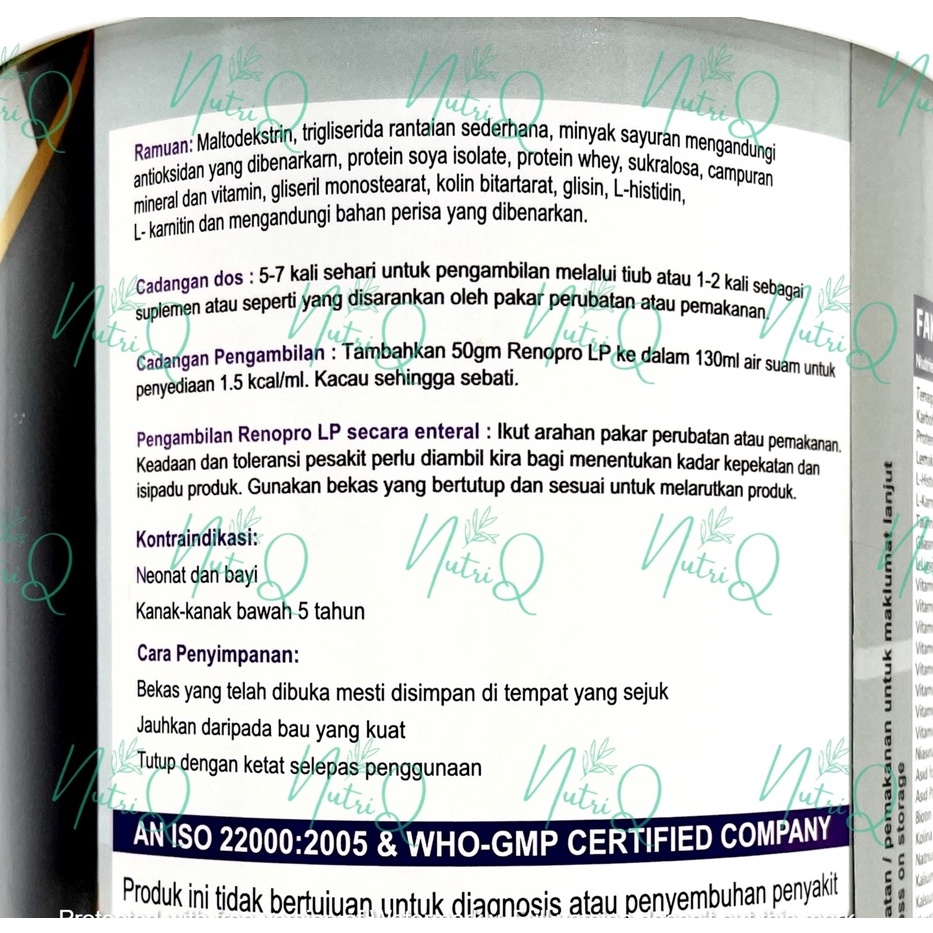 Ramuan: Maltodekstrin, trigliserida rantaian sederhana, minyak sayuran mengandungi
antioksidan yang dibenarkarn, protein soya isolate, protein whey, sukralosa, campuran
mineral dan vitamin, gliseril monostearat, kolin bitartarat, glisin, L-histidin,
L- karnitin dan mengandungi bahan perisa yang dibenarkan.
Cadangan dos : 5-7 kali sehari untuk pengambilan melalui tiub atau 1-2 kali sebagai
suplemen atau seperti yang disarankan oleh pakar perubatan atau pemakanan.
Cadangan Pengambilan : Tambahkan 50gm Renopro LP ke dalam 130ml air suam untuk
penyediaan 1.5 kcal/ml. Kacau sehingga sebati.
Pengambilan Renopro LP secara enteral : Ikut arahan pakar perubatan atau pemakanan.
Keadaan dan toleransi pesakit perlu diambil kira bagi menentukan kadar kepekatan dan
isipadu produk. Gunakan bekas yang bertutup dan sesuai untuk melarutkan produk.
Kontraindikasi:
Neonat dan bayi
Kanak-kanak bawah 5 tahun
Cara Penyimpanan:
Bekas yang telah dibuka mesti disimpan di tempat yang sejuk
Jauhkan daripada bau yang kuat
Tutup dengan ketat selepas penggunaan
AN ISO 22000:2005 & WHO-GMP CERTIFIED COMPANY
Produk ini tidak bertujuan untuk diagnosis atau penyembuhan penyakit
/ pemakanan untuk maklumat lanjut
on storage
NutriQ